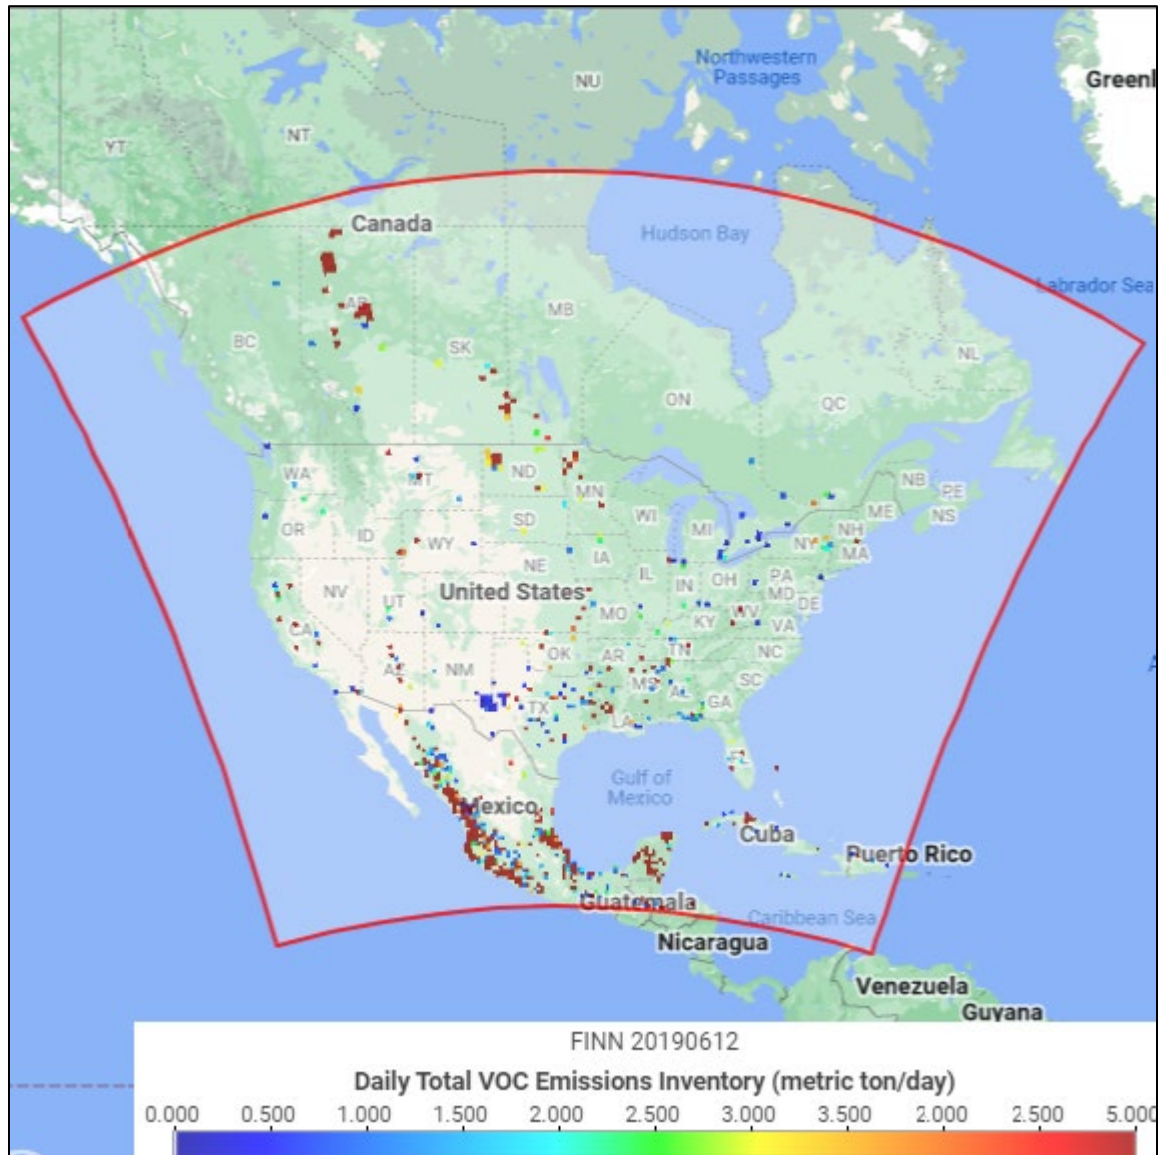 Northwestern
Passages
NU
Greenl
NT
YT
Canada
Hudson Bay
Labrador Sea
AB
MB
BC
SK
NL
ON
QC
WA
MT
ND
MN
NB
PE
OR
ID
SD
WI
MI
ME
NS
NH
WY
NY
MA
NE
IA
IL
IN
OH
PA
NV
UT
United States
MO
MD
DE
WV
KY
VA
CA
OK
AR
TN
NC
AZ
NM
MS
AL
SC
TX
GA
LA
FL
Gulf of
Mexico
Mexico
Cuba
Puerto Rico
Guatemala
Caribbean Sea
Nicaragua
Venezuela
Guyana
FINN 20190612
Daily Total VOC Emissions Inventory (metric ton/day)
0.000 0.500 1.000 1.500 2.000 2.500 3.000 3.500 2.000 2.500 5.000